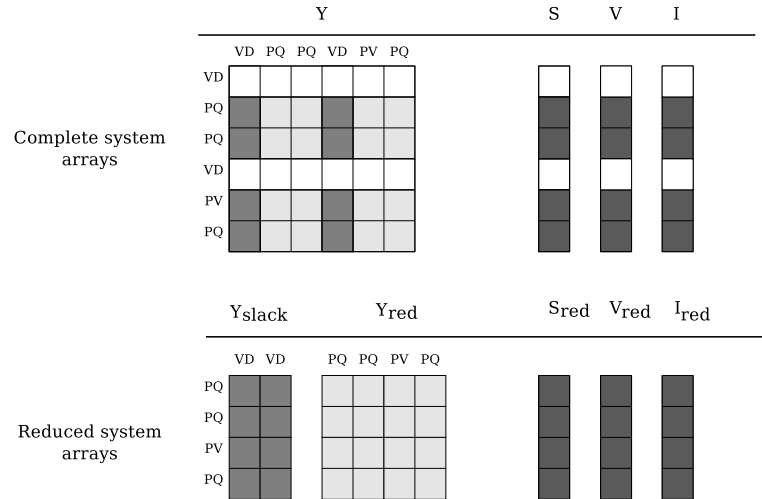 Y S V I
VD PQ PQ VD PV PQ
VD
PQ
Complete system
arrays
PQ
VD
PV
PQ
Yslack Yred Sred Vred Ired
VD VD PQ PQ PV PQ
PQ
PQ
Reduced system
arrays
PV
PQ